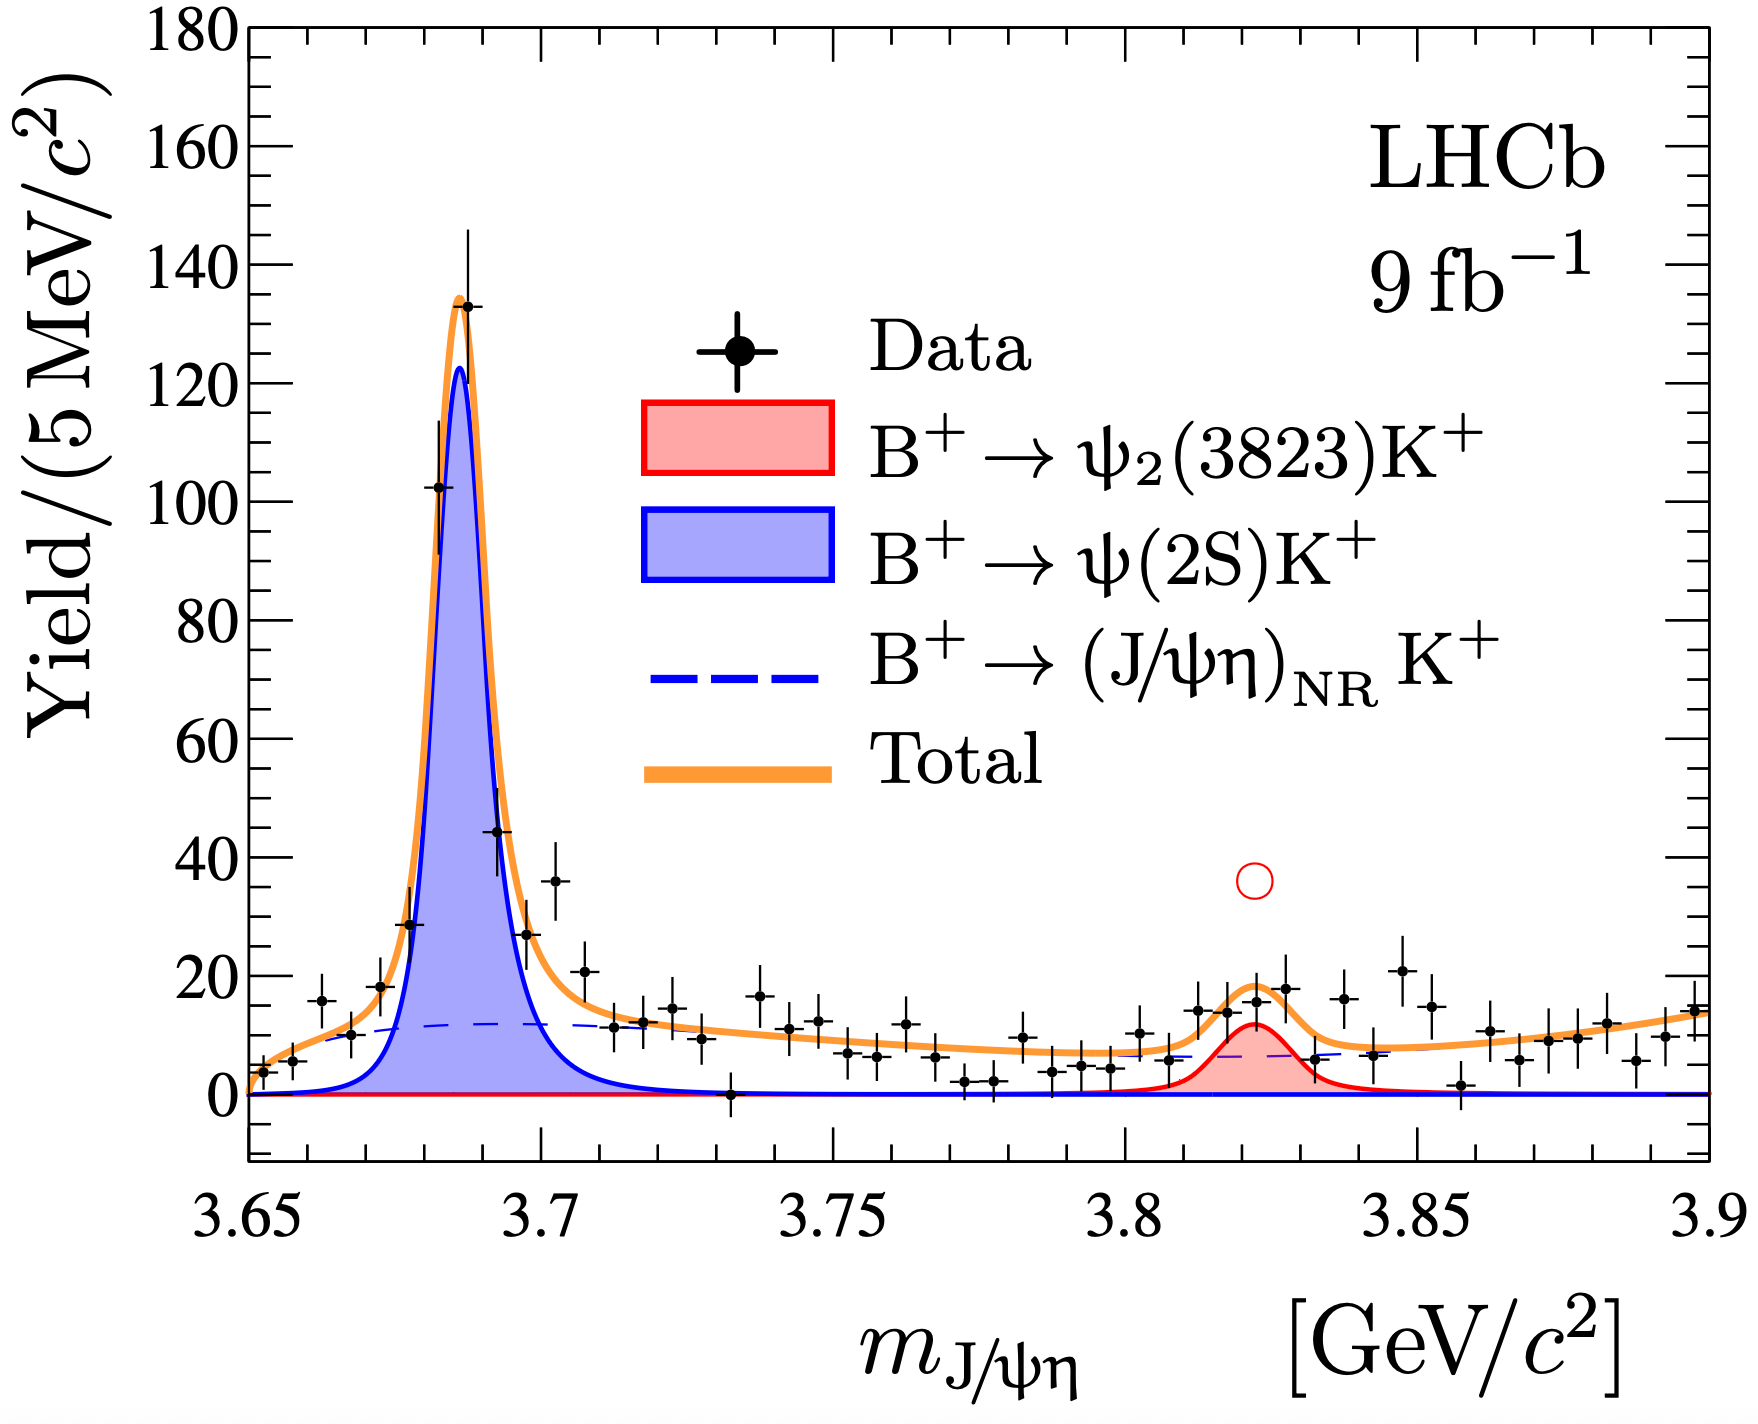 180
160
140
120
100
80
60
40
20
0
Yield/(5 MeV/c²)
LHCb
9 fb⁻¹
Data
B⁺ → ψ₂(3823)K⁺
B⁺ → ψ(2S)K⁺
B⁺ → (J/ψη)_NR K⁺
Total
3.65 3.7 3.75 3.8 3.85 3.9
m_J/ψη [GeV/c²]